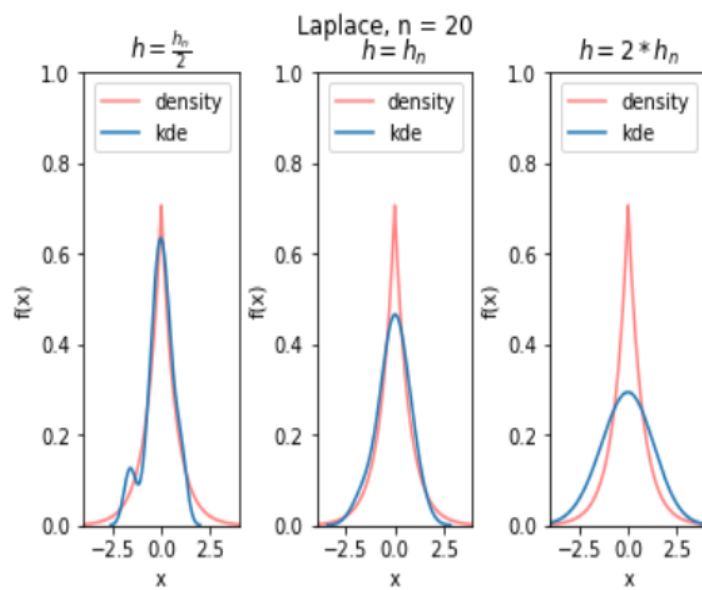 Laplace, n = 20
h = hₙ/2
h = hₙ
h = 2 * hₙ
1.0
0.8
0.6
0.4
0.2
0.0
f(x)
density
kde
−2.5 0.0 2.5
x
1.0
0.8
0.6
0.4
0.2
0.0
f(x)
density
kde
−2.5 0.0 2.5
x
1.0
0.8
0.6
0.4
0.2
0.0
f(x)
density
kde
−2.5 0.0 2.5
x